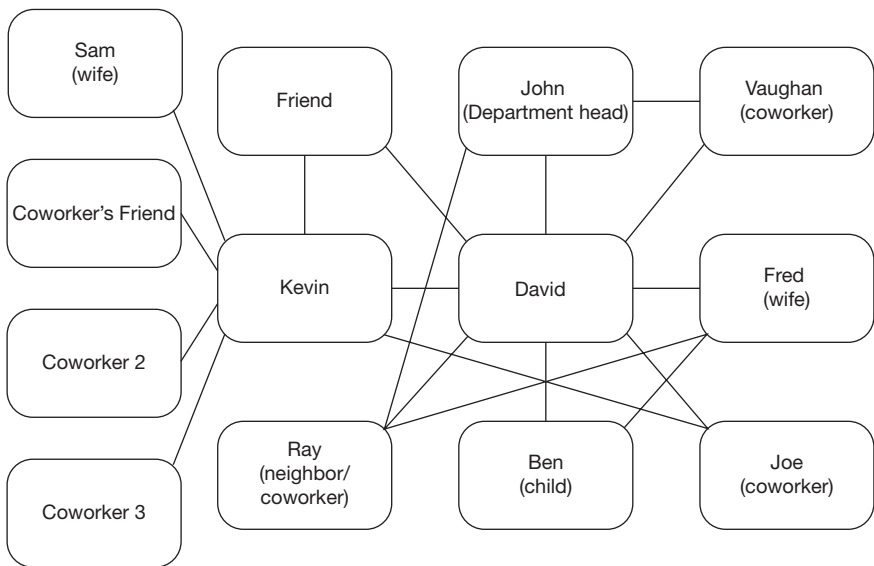 Sam
(wife)
Friend
John
(Department head)
Vaughan
(coworker)
Coworker's Friend
Kevin
David
Fred
(wife)
Coworker 2
Ray
(neighbor/
coworker)
Ben
(child)
Joe
(coworker)
Coworker 3